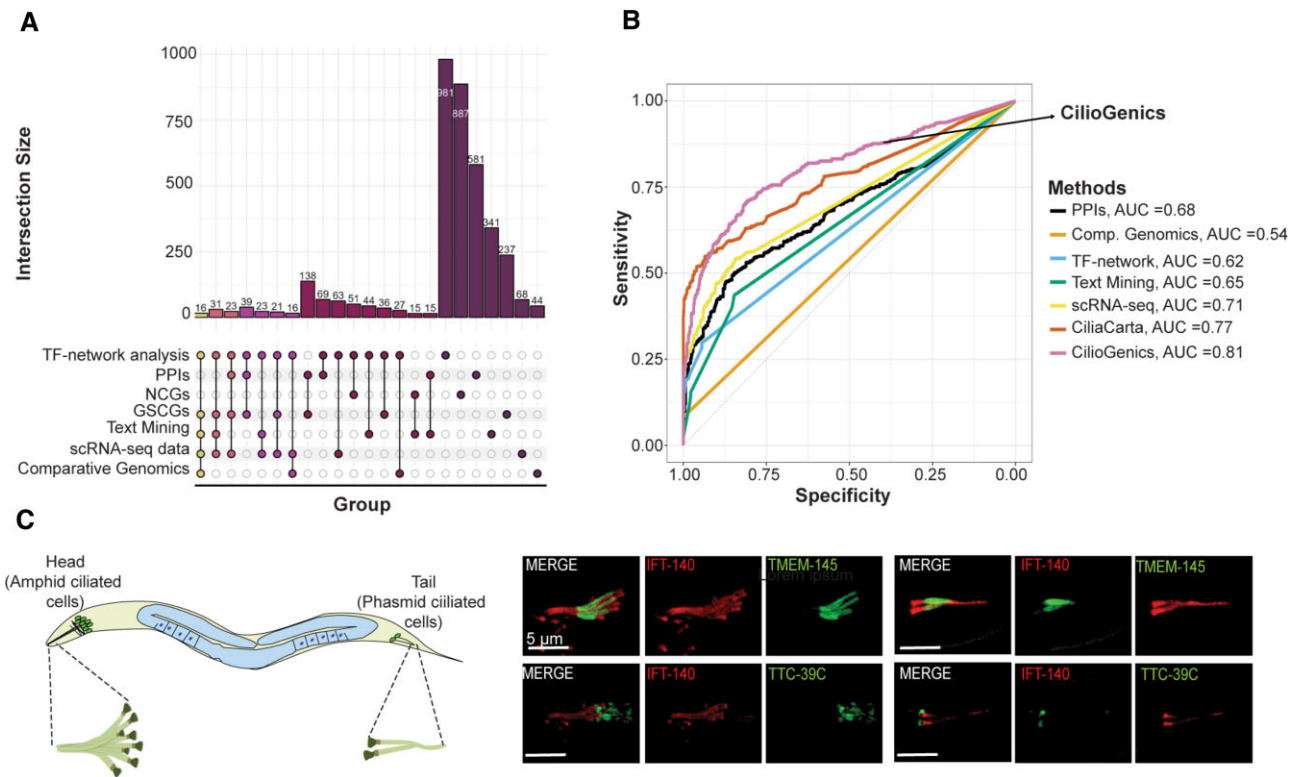 A
1000
750
500
250
0
Intersection Size
981
887
581
341
237
68
44
138
69
63
51
44
36
27
15
15
16
31
23
39
23
21
16
TF-network analysis
PPIs
NCGs
GSCGs
Text Mining
scRNA-seq data
Comparative Genomics
Group
B
1.00
0.75
0.50
0.25
0.00
Sensitivity
1.00
0.75
0.50
0.25
0.00
Specificity
CilioGenics
Methods
PPIs, AUC =0.68
Comp. Genomics, AUC =0.54
TF-network, AUC =0.62
Text Mining, AUC =0.65
scRNA-seq, AUC =0.71
CiliaCarta, AUC =0.77
CilioGenics, AUC =0.81
C
Head
(Amphid ciliated
cells)
Tail
(Phasmid ciiliated
cells)
MERGE
IFT-140
TMEM-145
Lorem ipsum
5 µm
MERGE
IFT-140
TMEM-145
MERGE
IFT-140
TTC-39C
MERGE
IFT-140
TTC-39C